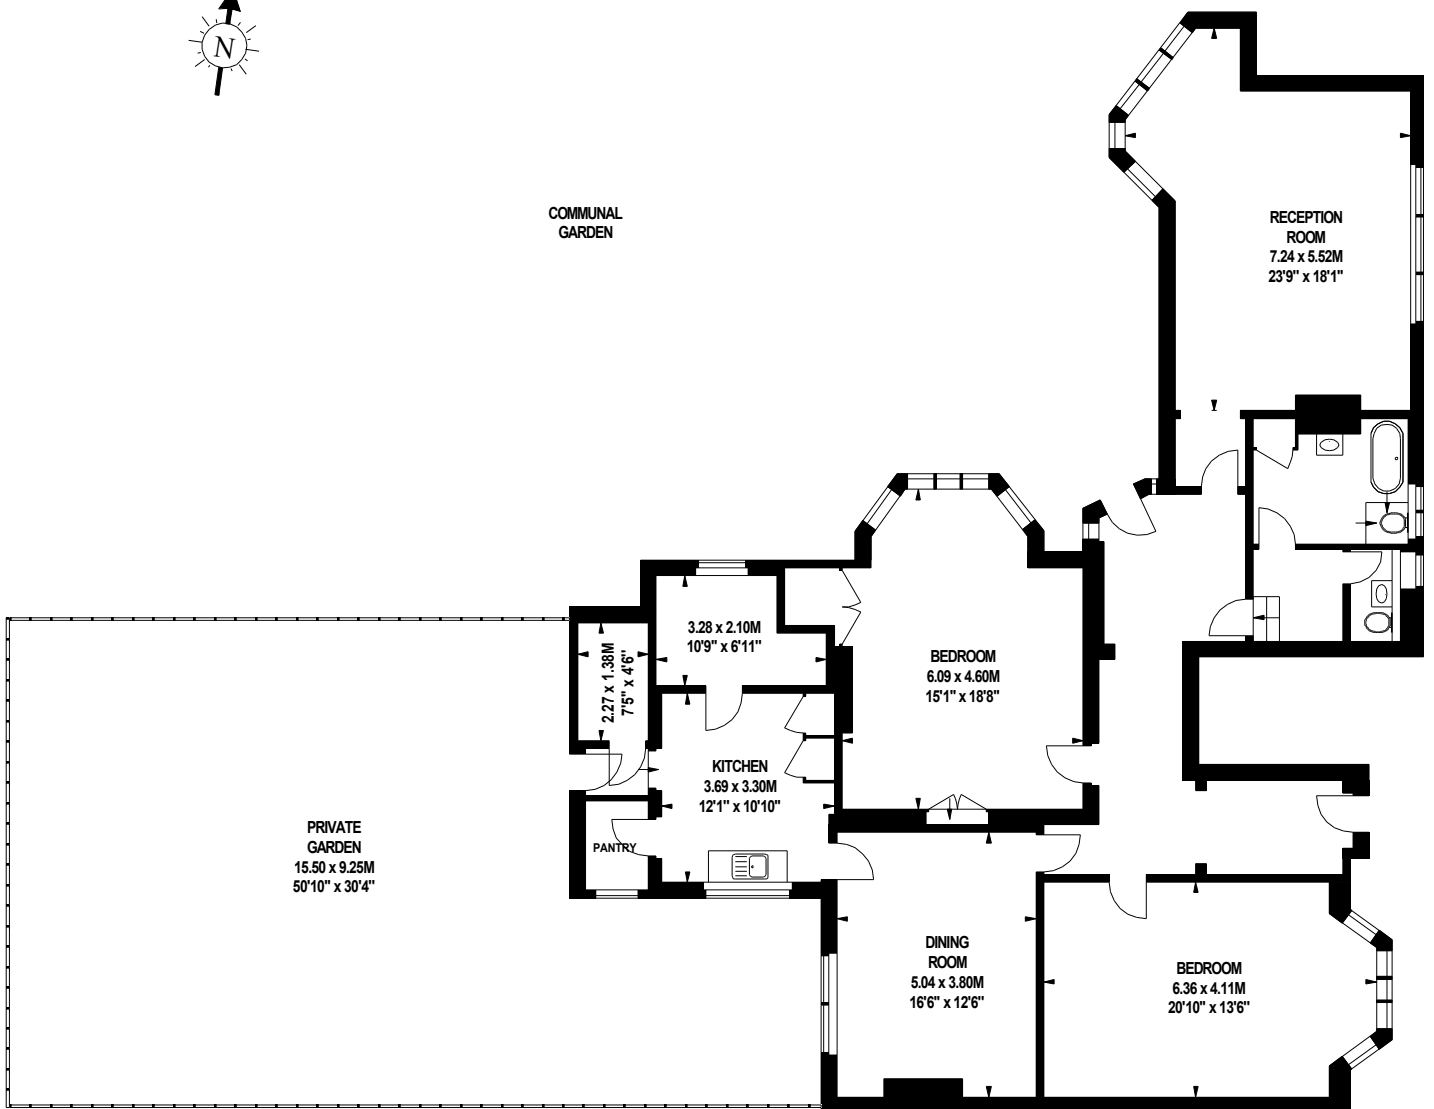 N
COMMUNAL
GARDEN
RECEPTION
ROOM
7.24 x 5.52M
23'9" x 18'1"
3.28 x 2.10M
10'9" x 6'11"
2.27 x 1.38M
7'5" x 4'6"
BEDROOM
6.09 x 4.60M
15'1" x 18'8"
KITCHEN
3.69 x 3.30M
12'1" x 10'10"
PANTRY
PRIVATE
GARDEN
15.50 x 9.25M
50'10" x 30'4"
DINING
ROOM
5.04 x 3.80M
16'6" x 12'6"
BEDROOM
6.36 x 4.11M
20'10" x 13'6"